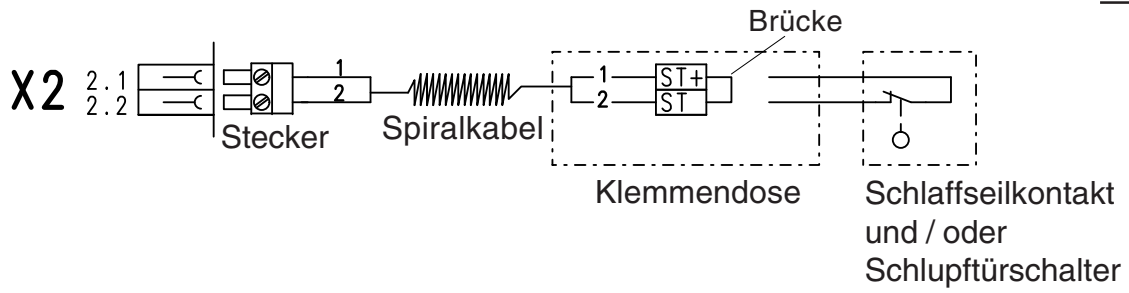 Brücke
X2 2.1 1 1 ST+
2.2 2 2 ST
Stecker Spiralkabel
Klemmendose Schlaffseilkontakt
und / oder
Schlupftürschalter